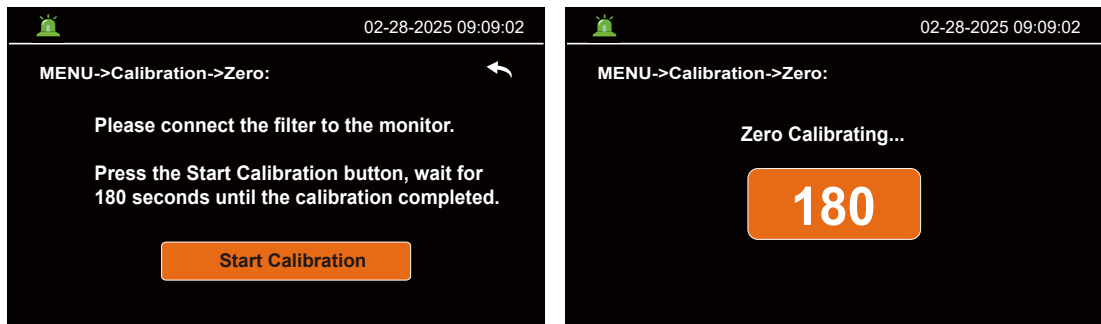 02-28-2025 09:09:02
MENU->Calibration->Zero:
Please connect the filter to the monitor.
Press the Start Calibration button, wait for
180 seconds until the calibration completed.
Start Calibration
02-28-2025 09:09:02
MENU->Calibration->Zero:
Zero Calibrating...
180